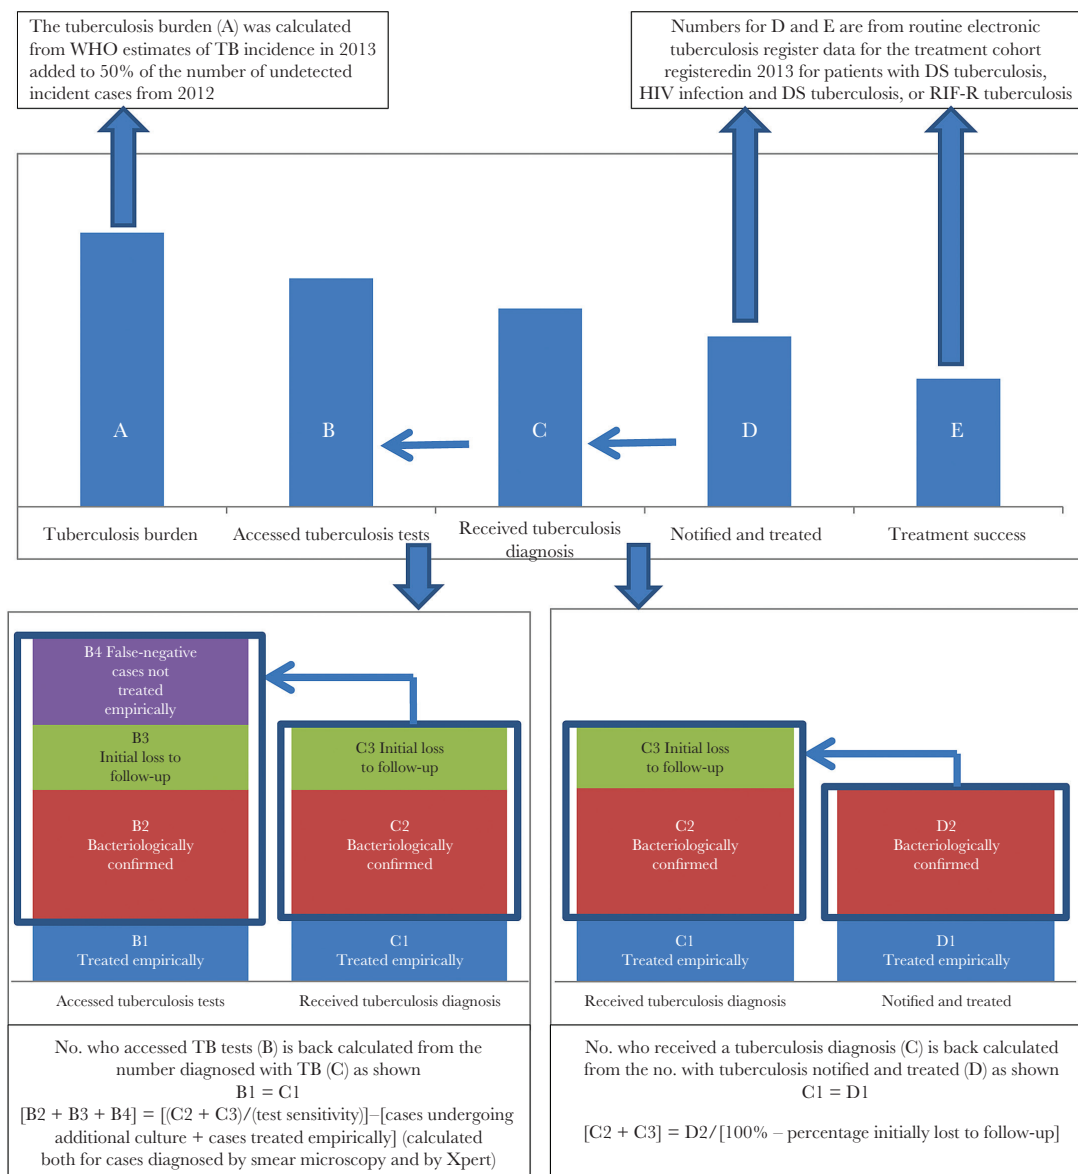 The tuberculosis burden (A) was calculated
from WHO estimates of TB incidence in 2013
added to 50% of the number of undetected
incident cases from 2012
Numbers for D and E are from routine electronic
tuberculosis register data for the treatment cohort
registeredin 2013 for patients with DS tuberculosis,
HIV infection and DS tuberculosis, or RIF-R tuberculosis
A
B
C
D
E
Tuberculosis burden
Accessed tuberculosis tests
Received tuberculosis
diagnosis
Notified and treated
Treatment success
B4 False-negative
cases not
treated
empirically
B3
Initial loss to
follow-up
B2
Bacteriologically
confirmed
B1
Treated empirically
C3 Initial loss
to follow-up
C2
Bacteriologically
confirmed
C1
Treated empirically
Accessed tuberculosis tests
Received tuberculosis diagnosis
No. who accessed TB tests (B) is back calculated from the
number diagnosed with TB (C) as shown
B1 = C1
[B2 + B3 + B4] = [(C2 + C3)/(test sensitivity)]–[cases undergoing
additional culture + cases treated empirically] (calculated
both for cases diagnosed by smear microscopy and by Xpert)
C3 Initial loss
to follow-up
C2
Bacteriologically
confirmed
C1
Treated empirically
D2
Bacteriologically
confirmed
D1
Treated empirically
Received tuberculosis diagnosis
Notified and treated
No. who received a tuberculosis diagnosis (C) is back calculated
from the no. with tuberculosis notified and treated (D) as shown
C1 = D1
[C2 + C3] = D2/[100% – percentage initially lost to follow-up]